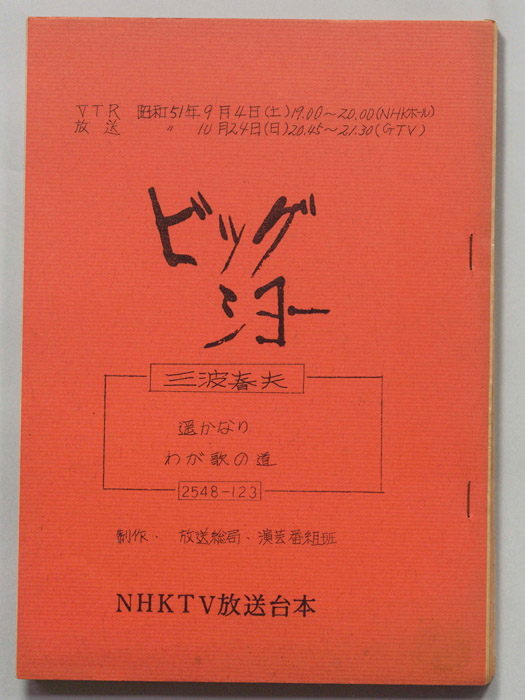 VTR 昭和51年9月4日(土)19.00～20.00(NHKホール)
放送 〃 10月24日(日)20.45～21.30(GTV)
ビッグ
ショー
三波春夫
遥かなり
わが歌の道
2548-123
制作、放送総局、演芸番組班
NHKTV放送台本